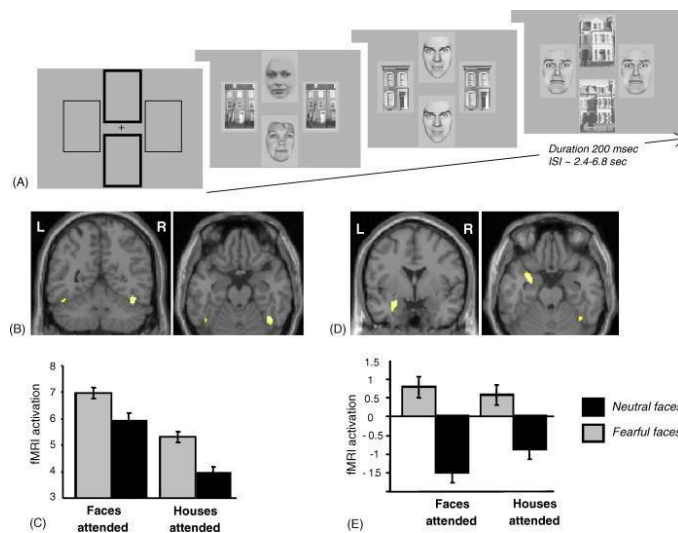 (A)
Duration 200 msec
ISI ~ 2.4-6.8 sec
L R
(B)
L R
(D)
fMRI activation
8
7
6
5
4
3
Faces
attended
Houses
attended
(C)
fMRI activation
1.5
1
0.5
0
- 0.5
-1
- 1.5
-2
Faces
attended
Houses
attended
(E)
Neutral faces
Fearful faces